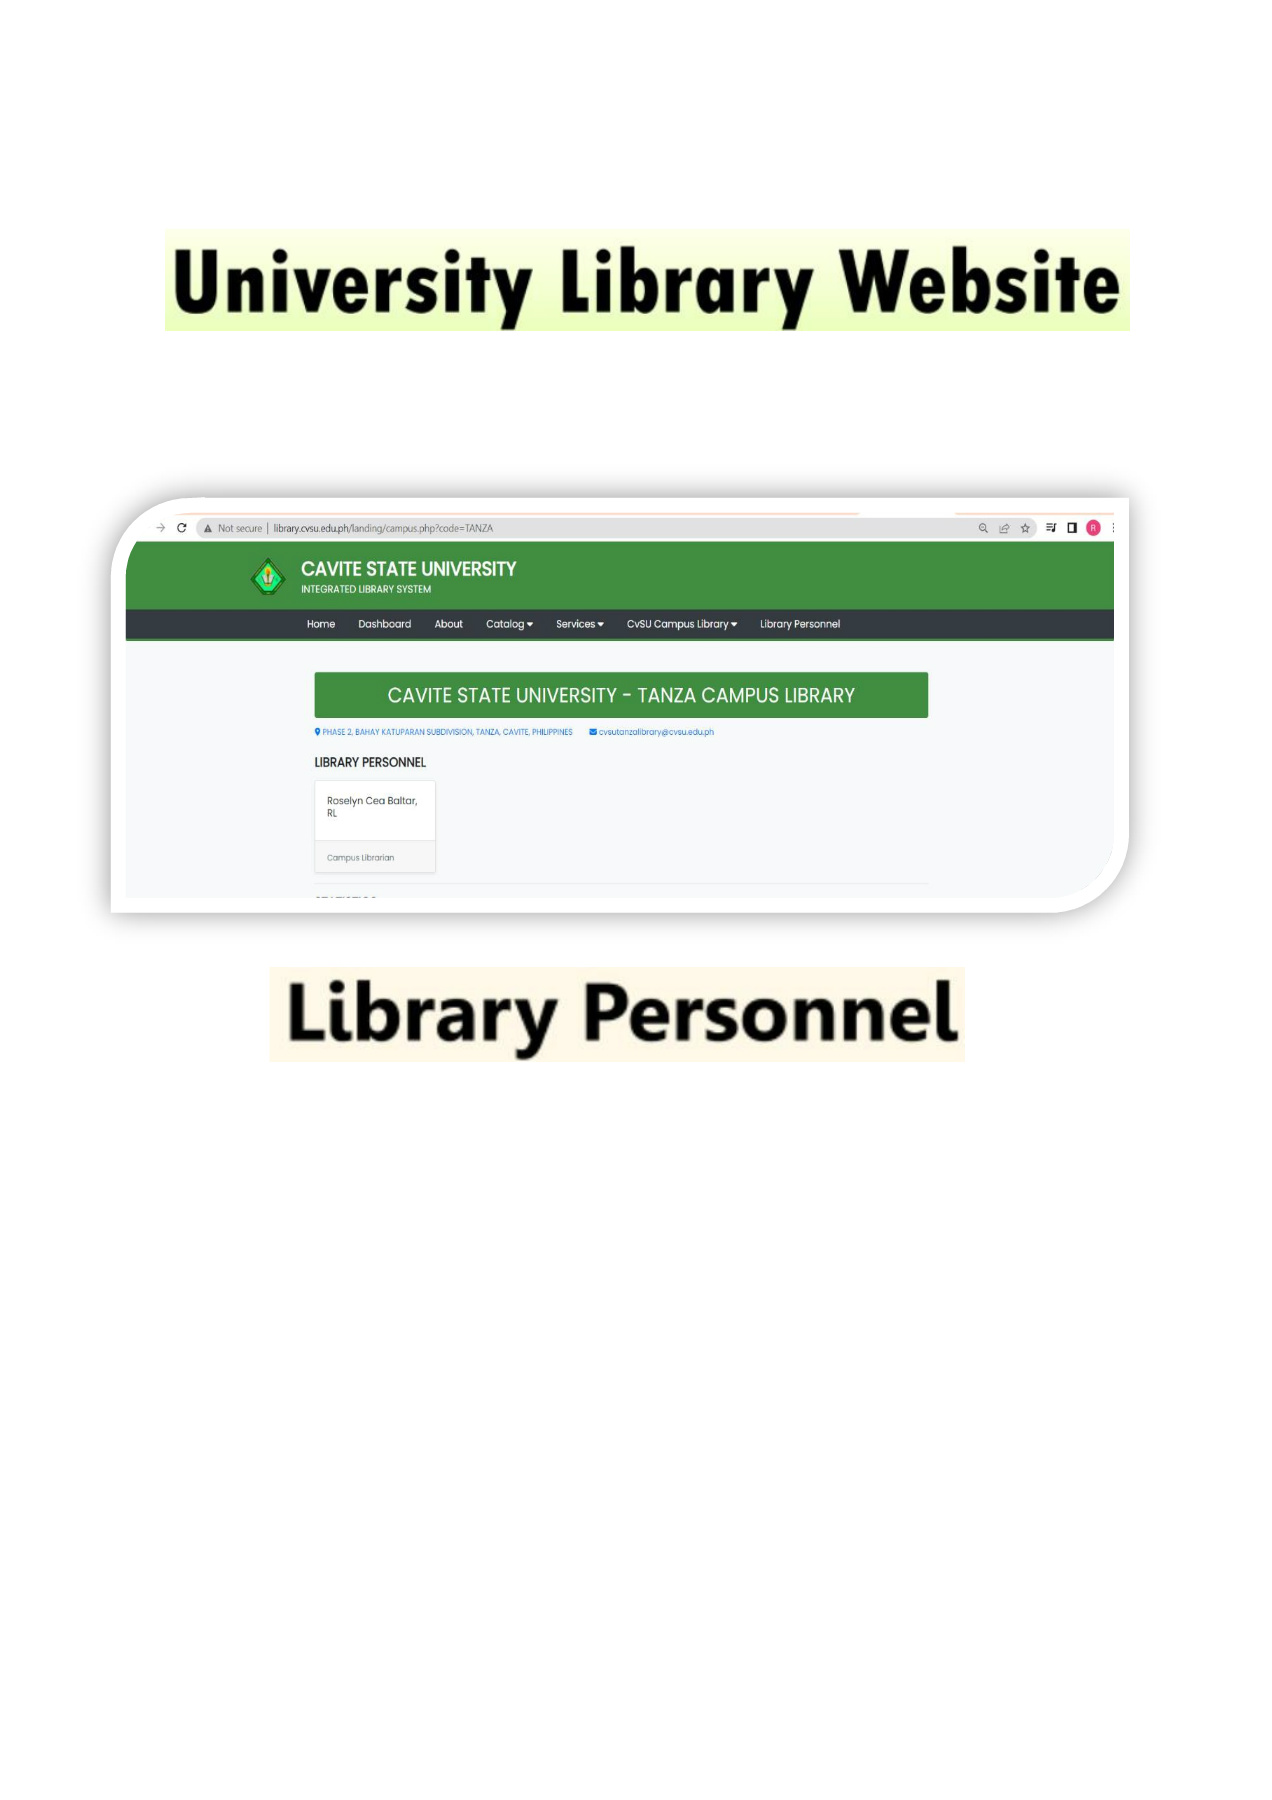 University Library Website
Not secure | library.cvsu.edu.ph/landing/campus.php?code=TANZA
R
CAVITE STATE UNIVERSITY
INTEGRATED LIBRARY SYSTEM
Home Dashboard About Catalog Services CvSU Campus Library Library Personnel
CAVITE STATE UNIVERSITY - TANZA CAMPUS LIBRARY
PHASE 2, BAHAY KATUPARAN SUBDIVISION, TANZA, CAVITE, PHILIPPINES cvsutanzalibrary@cvsu.edu.ph
LIBRARY PERSONNEL
Roselyn Cea Baltar,
RL
Campus Librarian
Library Personnel